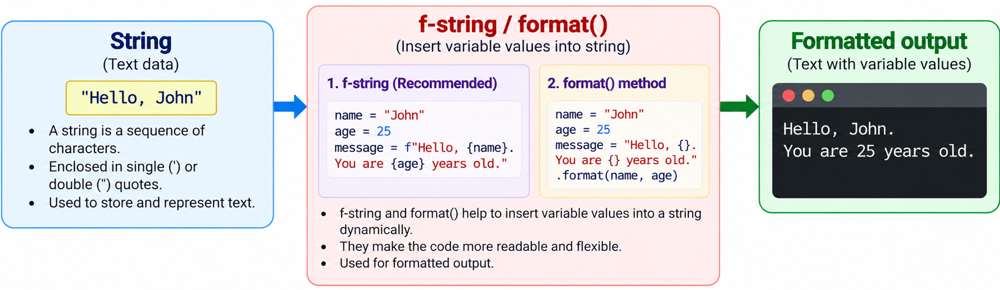 String
(Text data)
"Hello, John"
• A string is a sequence of
characters.
• Enclosed in single (') or
double (") quotes.
• Used to store and represent text.
f-string / format()
(Insert variable values into string)
1. f-string (Recommended)
name = "John"
age = 25
message = f"Hello, {name}.
You are {age} years old."
2. format() method
name = "John"
age = 25
message = "Hello, {}.
You are {} years old."
.format(name, age)
• f-string and format() help to insert variable values into a string
dynamically.
• They make the code more readable and flexible.
• Used for formatted output.
Formatted output
(Text with variable values)
Hello, John.
You are 25 years old.